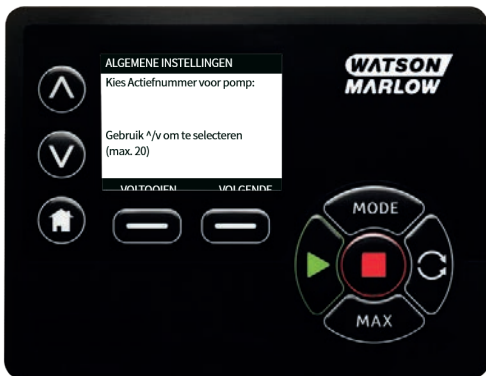 ALGEMENE INSTELLINGEN
Kies Actiefnummer voor pomp:
Gebruik ^/v om te selecteren
(max. 20)
VOLTOOIEN VOLGENDE
WATSON
MARLOW
MODE
MAX